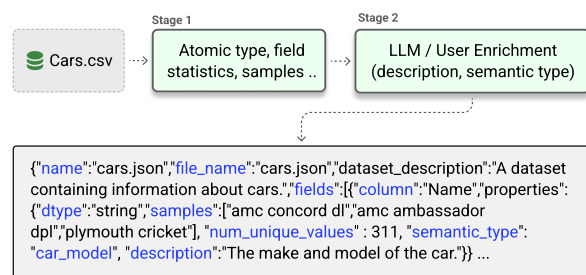 Stage 1
Stage 2
Cars.csv
Atomic type, field
statistics, samples ..
LLM / User Enrichment
(description, semantic type)
{"name":"cars.json","file_name":"cars.json","dataset_description":"A dataset
containing information about cars.","fields":[{"column":"Name","properties":
{"dtype":"string","samples":["amc concord dl","amc ambassador
dpl","plymouth cricket"], "num_unique_values" : 311, "semantic_type":
"car_model", "description":"The make and model of the car."}} ...